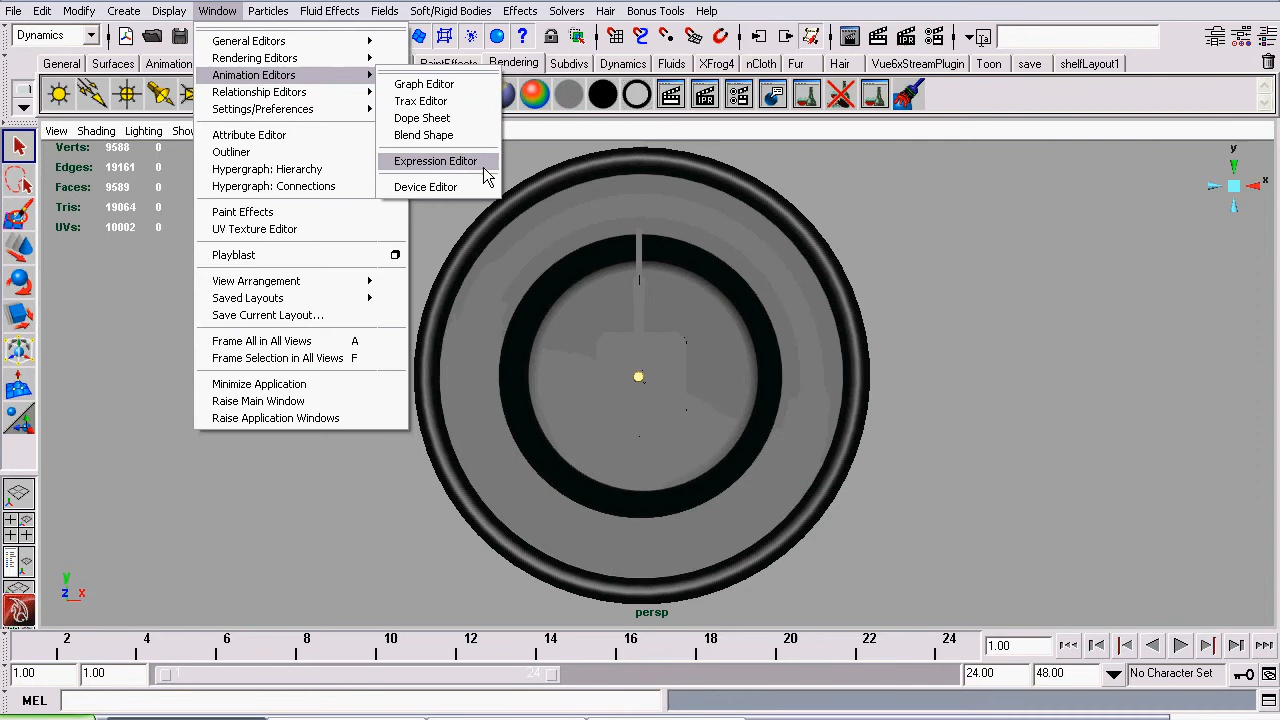 File Edit Modify Create Display Window Particles Fluid Effects Fields Soft/Rigid Bodies Effects Solvers Hair Bonus Tools Help
Dynamics
General Surfaces Animation Rendering Subdivs Dynamics Fluids XFrog4 nCloth Fur Hair Vue6xStreamPlugin Toon save shelfLayout1
IPR
View Shading Lighting
General Editors
Rendering Editors
Animation Editors
Relationship Editors
Settings/Preferences
Attribute Editor
Outliner
Hypergraph: Hierarchy
Hypergraph: Connections
Paint Effects
UV Texture Editor
Playblast
View Arrangement
Saved Layouts
Save Current Layout...
Frame All in All Views A
Frame Selection in All Views F
Minimize Application
Raise Main Window
Raise Application Windows
Graph Editor
Trax Editor
Dope Sheet
Blend Shape
Expression Editor
Device Editor
Verts: 9588 0
Edges: 19161 0
Faces: 9589 0
Tris: 19064 0
UVs: 10002 0
y
x
z
y
z x
persp
2 4 6 8 10 12 14 16 18 20 22 24 1.00
1.00 1.00 1 24 24.00 48.00 No Character Set
MEL